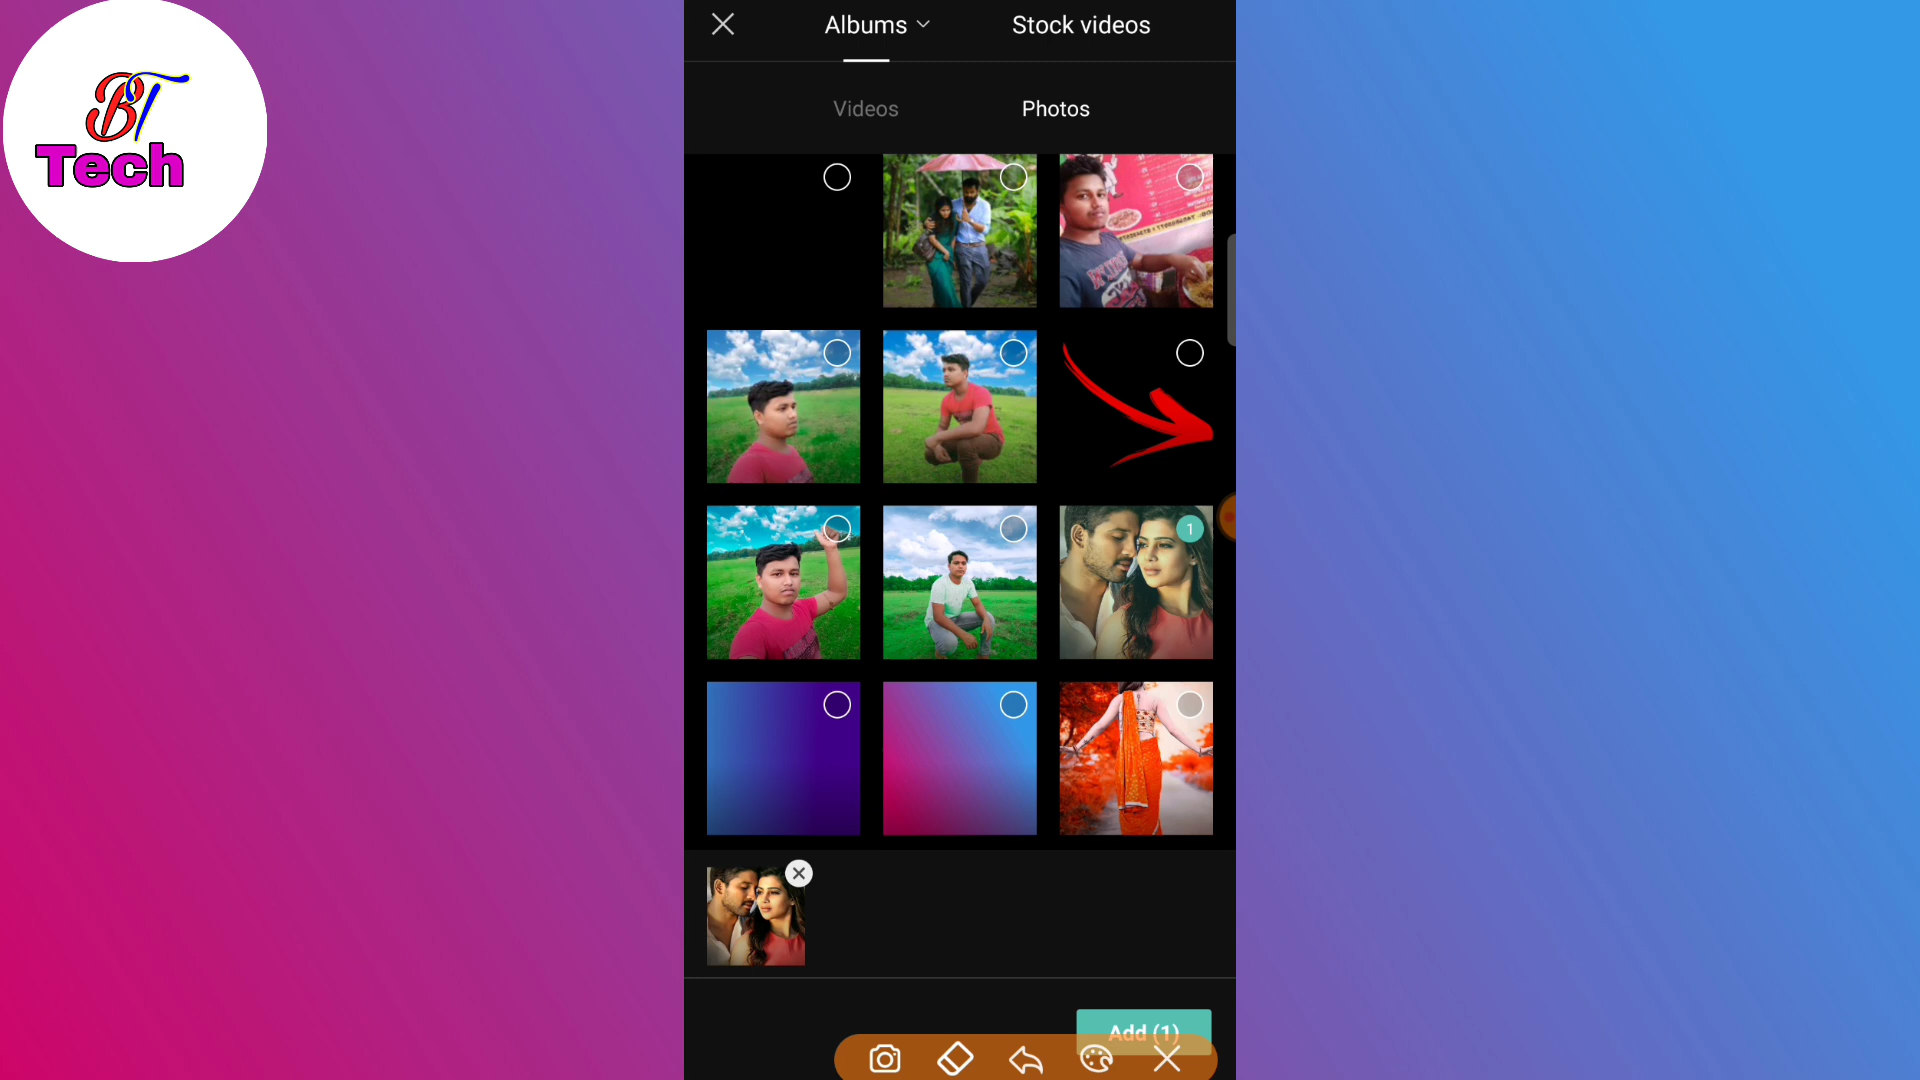 BT
Tech
Albums
Stock videos
Videos
Photos
1
Add (1)